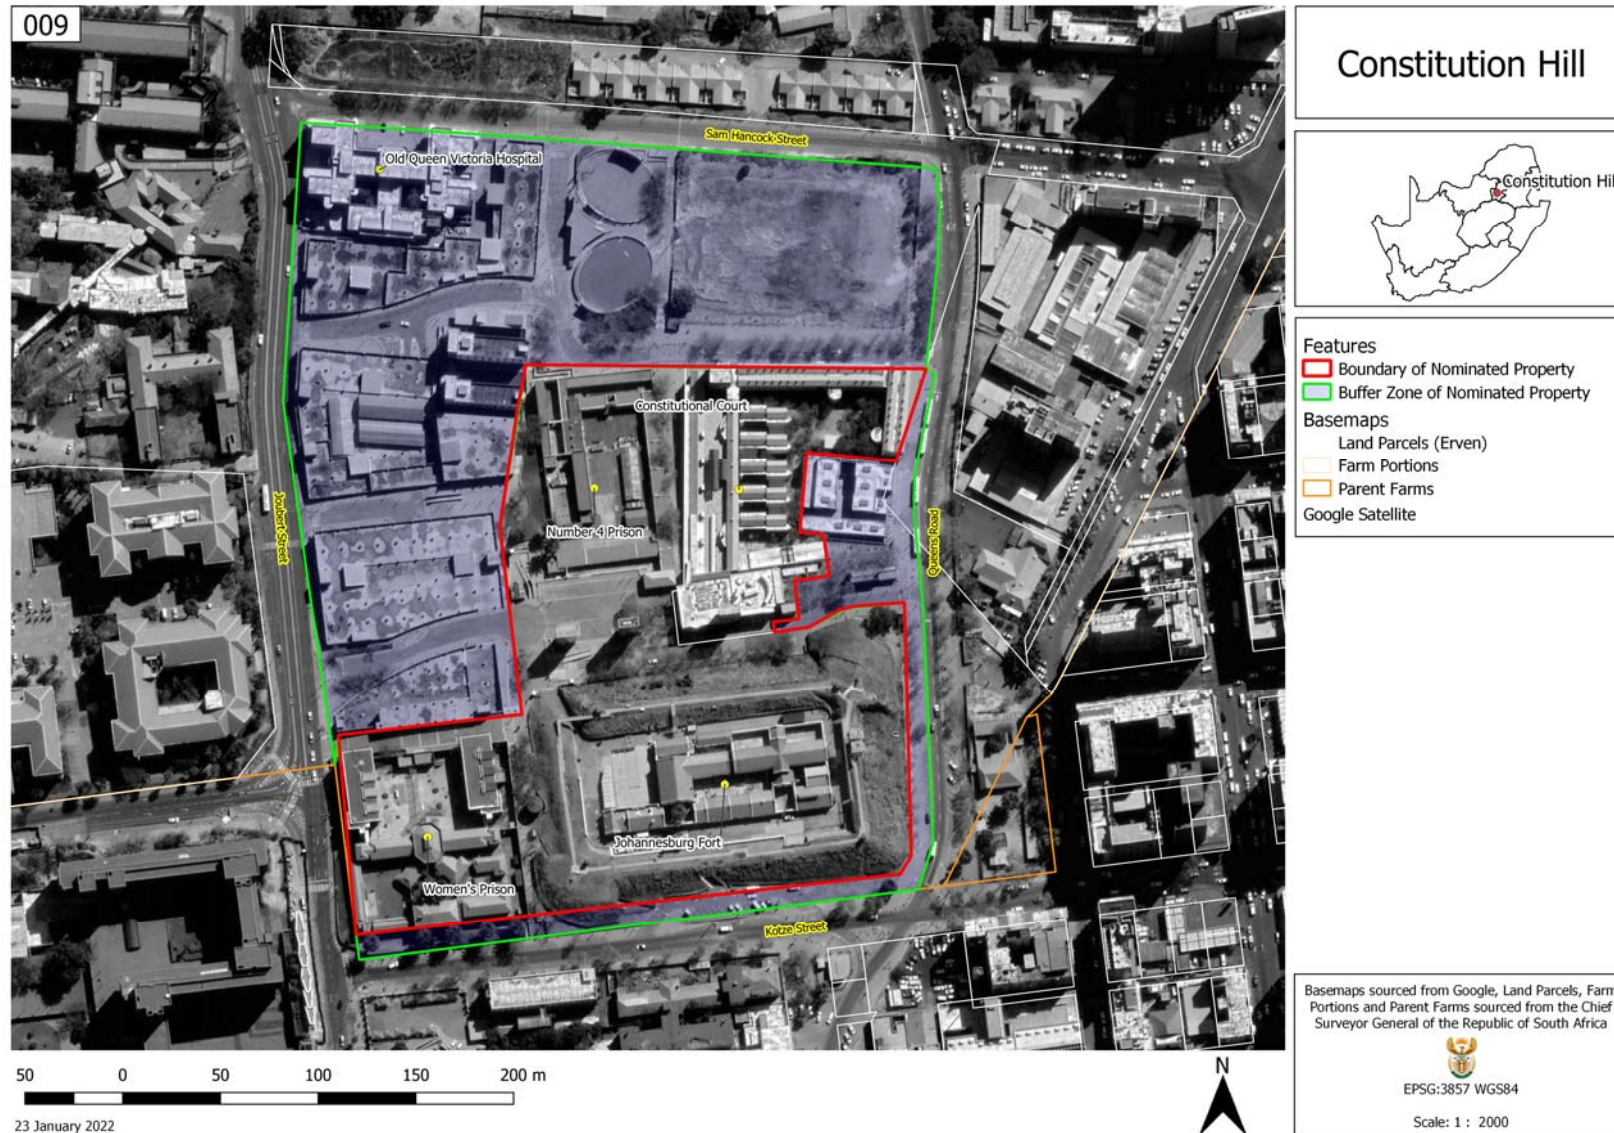 009
Sam Hancock Street
Old Queen Victoria Hospital
Constitutional Court
Number 4 Prison
Joubert Street
Queens Road
Johannesburg Fort
Women's Prison
Kotze Street
50 0 50 100 150 200 m
23 January 2022
N
Constitution Hill
Constitution Hil
Features
Boundary of Nominated Property
Buffer Zone of Nominated Property
Basemaps
Land Parcels (Erven)
Farm Portions
Parent Farms
Google Satellite
Basemaps sourced from Google, Land Parcels, Farm
Portions and Parent Farms sourced from the Chief
Surveyor General of the Republic of South Africa
EPSG:3857 WGS84
Scale: 1 : 2000